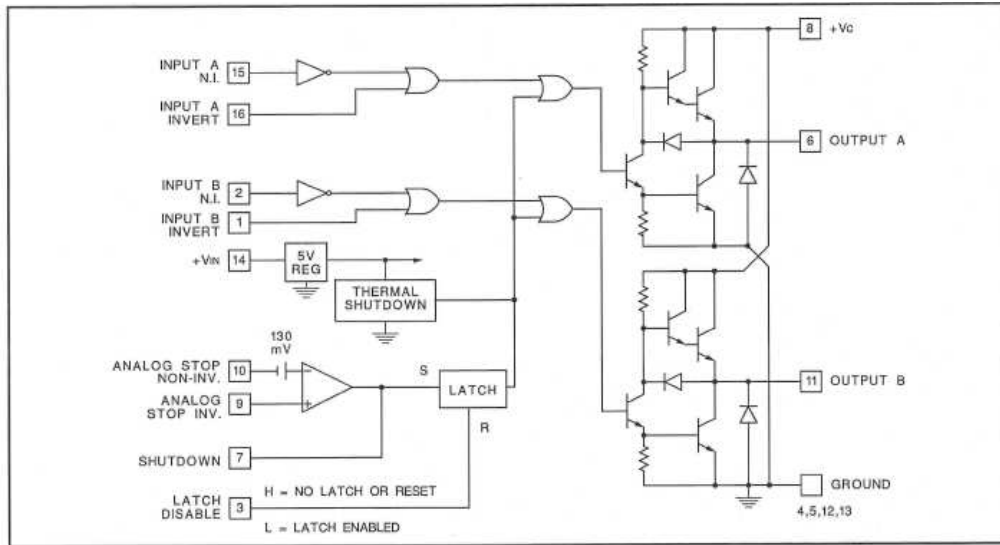 INPUT A
N.I.
15
INPUT A
INVERT
16
INPUT B
N.I.
2
INPUT B
INVERT
1
+VIN
14
5V
REG
THERMAL
SHUTDOWN
130
mV
ANALOG STOP
NON-INV.
10
ANALOG
STOP INV.
9
-
+
S
LATCH
R
SHUTDOWN
7
LATCH
DISABLE
3
H = NO LATCH OR RESET
L = LATCH ENABLED
8
+VC
6
OUTPUT A
11
OUTPUT B
GROUND
4,5,12,13